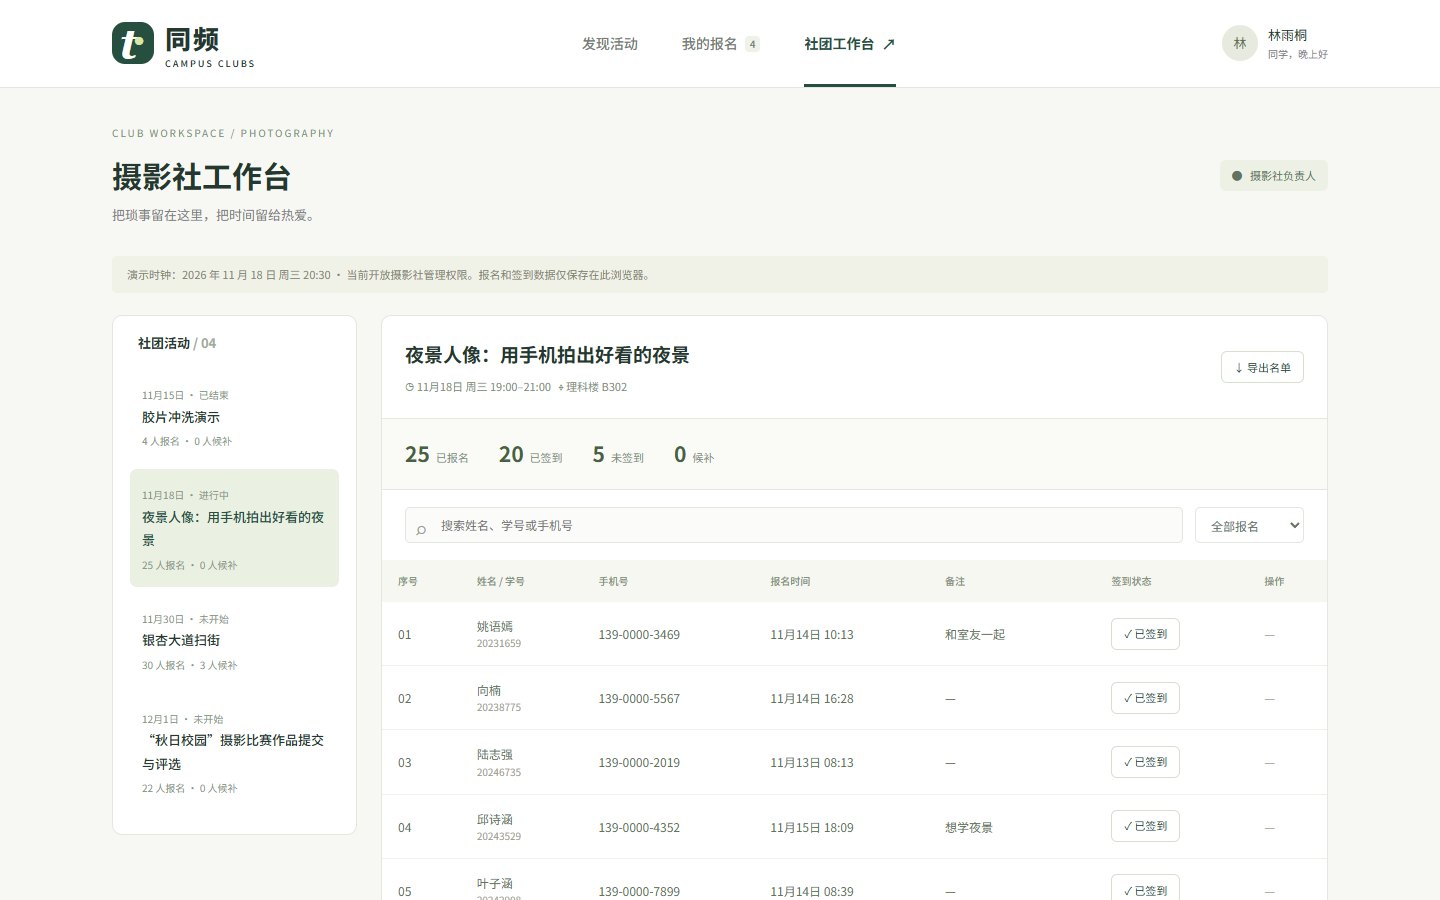 同频
CAMPUS CLUBS
发现活动
我的报名 4
社团工作台 ↗
林
林雨桐
同学，晚上好
CLUB WORKSPACE / PHOTOGRAPHY
摄影社工作台
把琐事留在这里，把时间留给热爱。
摄影社负责人
演示时钟：2026 年 11 月 18 日 周三 20:30 · 当前开放摄影社管理权限。报名和签到数据仅保存在此浏览器。
社团活动 / 04
11月15日 · 已结束
胶片冲洗演示
4 人报名 · 0 人候补
11月18日 · 进行中
夜景人像：用手机拍出好看的夜
景
25 人报名 · 0 人候补
11月30日 · 未开始
银杏大道扫街
30 人报名 · 3 人候补
12月1日 · 未开始
“秋日校园”摄影比赛作品提交
与评选
22 人报名 · 0 人候补
夜景人像：用手机拍出好看的夜景
11月18日 周三 19:00–21:00 理科楼 B302
↓ 导出名单
25 已报名 20 已签到 5 未签到 0 候补
搜索姓名、学号或手机号
全部报名
序号 姓名 / 学号 手机号 报名时间 备注 签到状态 操作
01 姚语嫣 20231659 139-0000-3469 11月14日 10:13 和室友一起 ✓ 已签到 —
02 向楠 20238775 139-0000-5567 11月14日 16:28 — ✓ 已签到 —
03 陆志强 20246735 139-0000-2019 11月13日 08:13 — ✓ 已签到 —
04 邱诗涵 20243529 139-0000-4352 11月15日 18:09 想学夜景 ✓ 已签到 —
05 叶子涵 139-0000-7899 11月14日 08:39 — ✓ 已签到 —